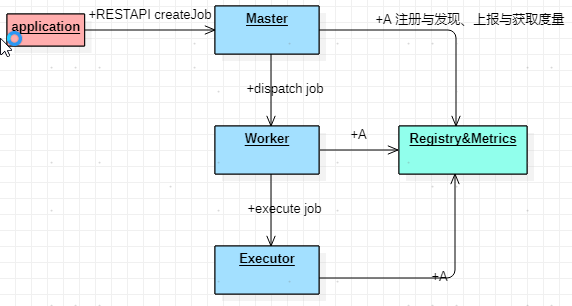 +RESTAPI createJob
+A 注册与发现、上报与获取度量
application
Master
+dispatch job
Worker
+A
Registry&Metrics
+execute job
Executor
+A